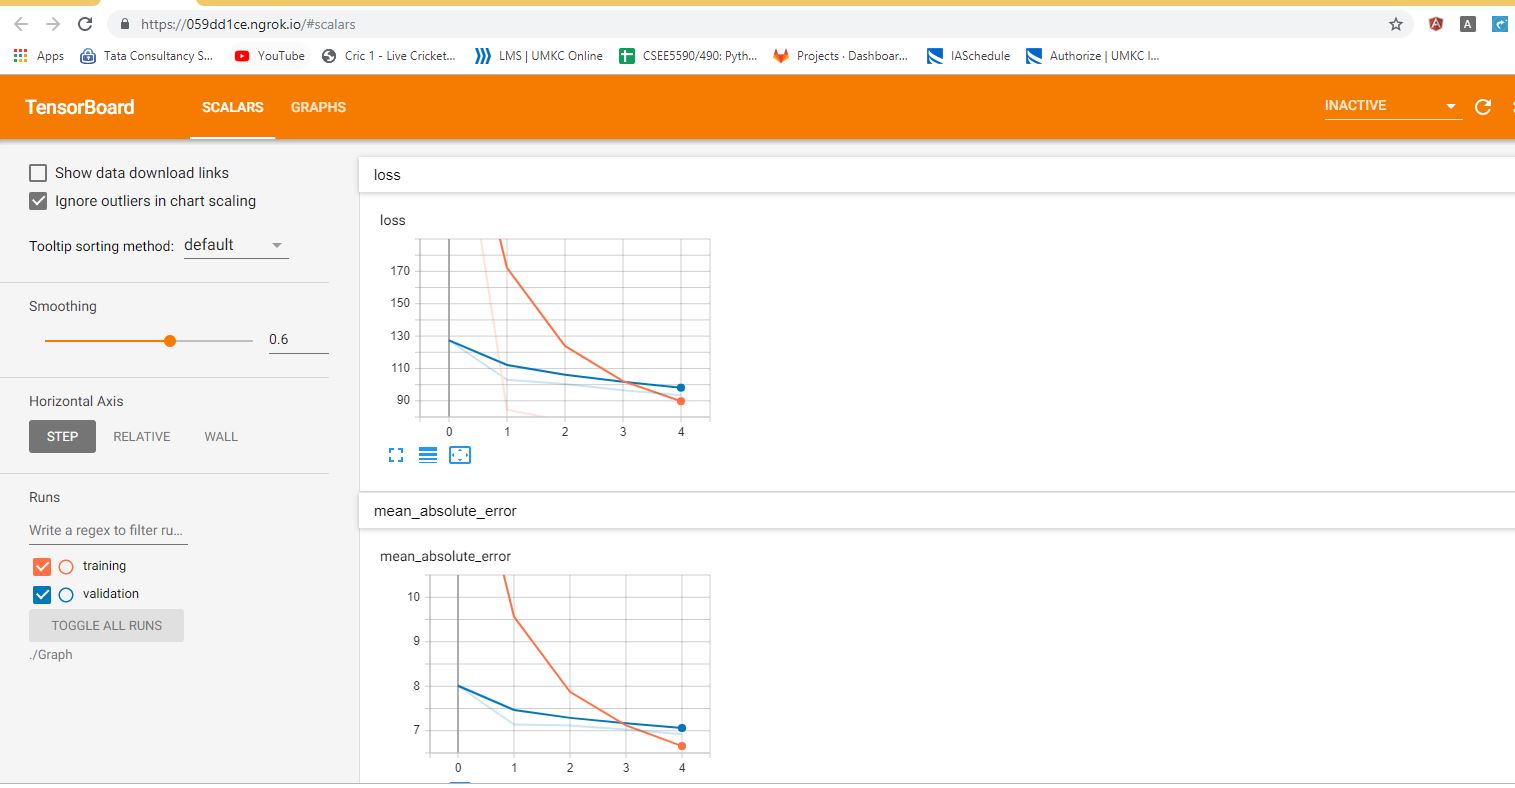 https://059dd1ce.ngrok.io/#scalars
Apps Tata Consultancy S... YouTube Cric 1 - Live Cricket... LMS | UMKC Online CSEE5590/490: Pyth... Projects · Dashboar... IASchedule Authorize | UMKC I...
TensorBoard SCALARS GRAPHS INACTIVE
Show data download links
Ignore outliers in chart scaling
Tooltip sorting method: default
Smoothing
0.6
Horizontal Axis
STEP RELATIVE WALL
Runs
Write a regex to filter ru...
training
validation
TOGGLE ALL RUNS
./Graph
loss
loss
170
150
130
110
90
0 1 2 3 4
mean_absolute_error
mean_absolute_error
10
9
8
7
0 1 2 3 4